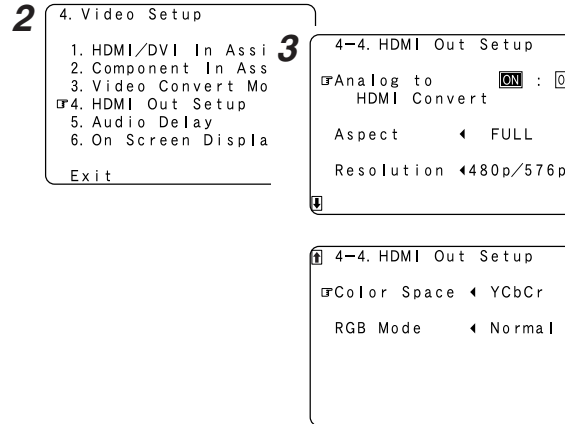 2
4. Video Setup
1. HDMI/DVI In Assi
2. Component In Ass
3. Video Convert Mo
☞4. HDMI Out Setup
5. Audio Delay
6. On Screen Displa
Exit
3
4-4. HDMI Out Setup
☞Analog to ON : 
HDMI Convert
Aspect ◀ FULL
Resolution ◀480p/576p
4-4. HDMI Out Setup
☞Color Space ◀ YCbCr
RGB Mode ◀ Normal